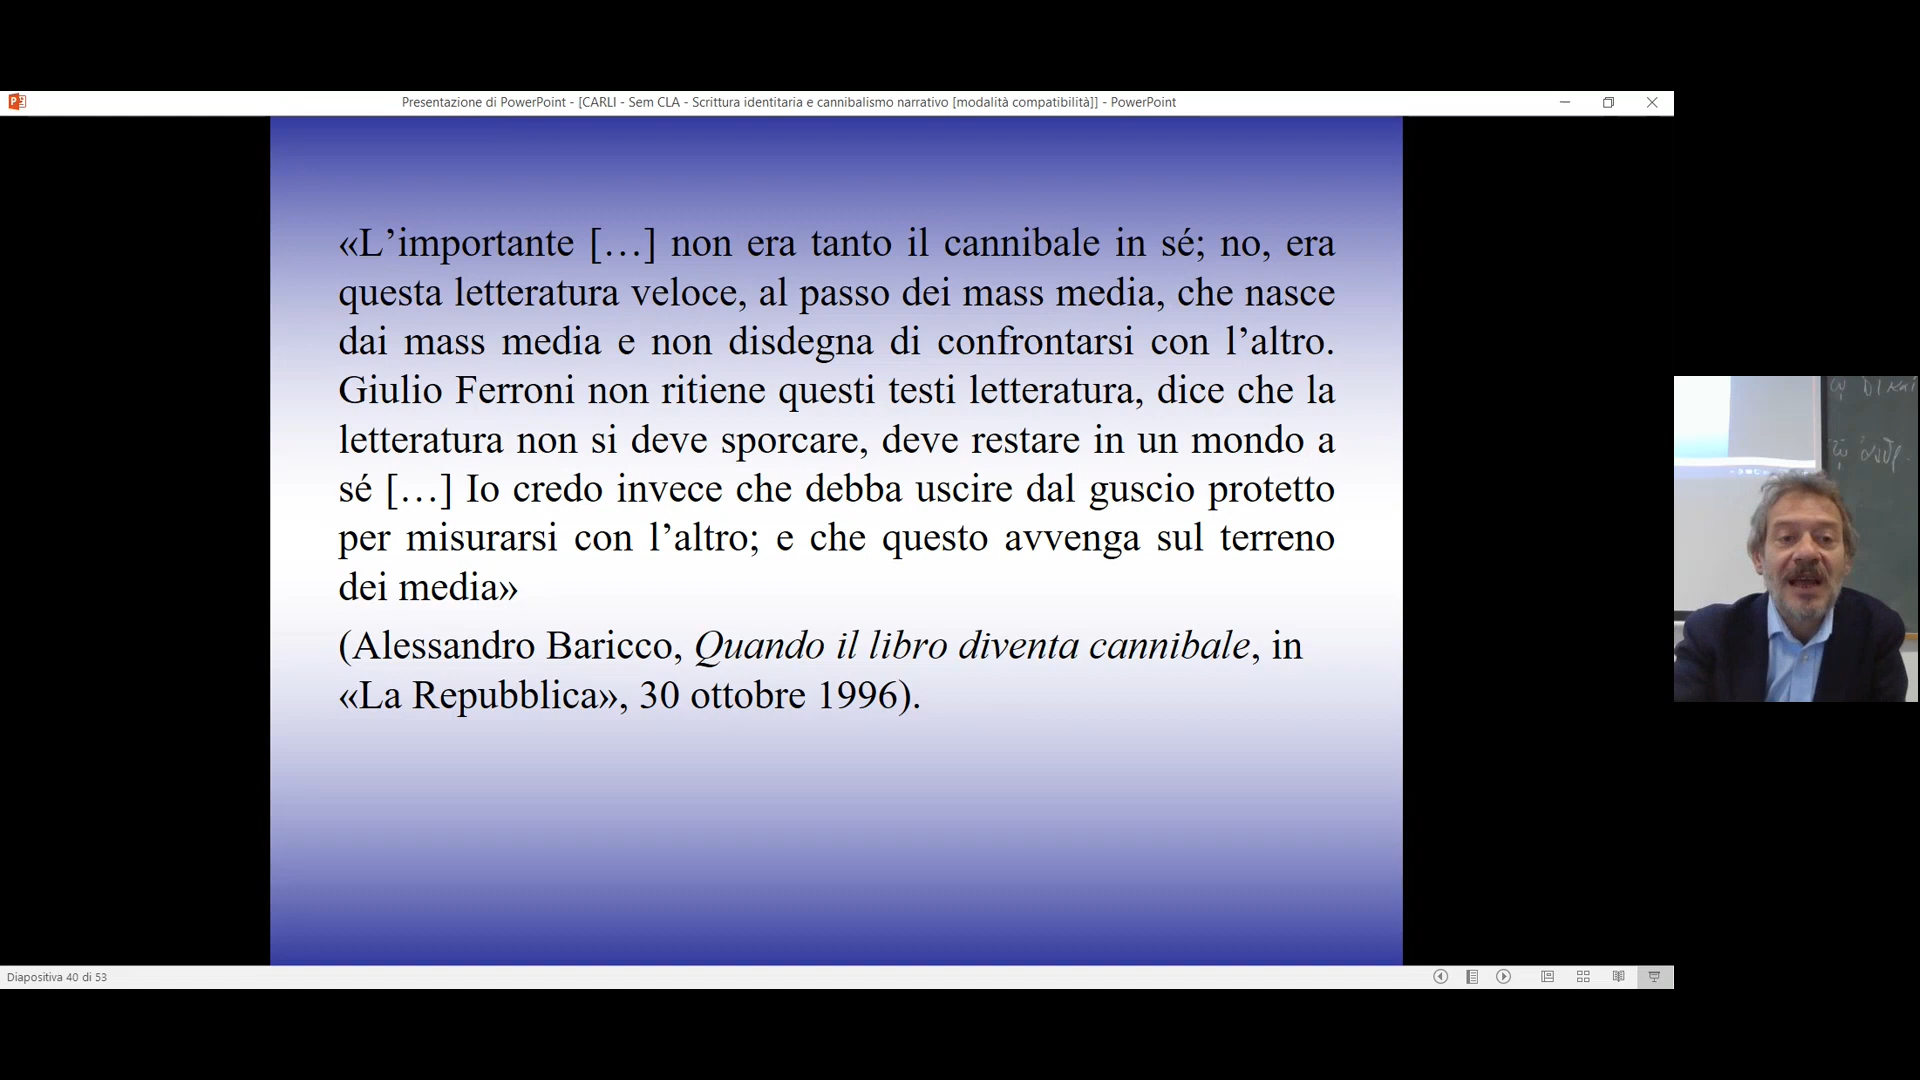 Presentazione di PowerPoint - [CARLI - Sem CLA - Scrittura identitaria e cannibalismo narrativo [modalità compatibilità]] - PowerPoint
«L’importante […] non era tanto il cannibale in sé; no, era
questa letteratura veloce, al passo dei mass media, che nasce
dai mass media e non disdegna di confrontarsi con l’altro.
Giulio Ferroni non ritiene questi testi letteratura, dice che la
letteratura non si deve sporcare, deve restare in un mondo a
sé […] Io credo invece che debba uscire dal guscio protetto
per misurarsi con l’altro; e che questo avvenga sul terreno
dei media»
(Alessandro Baricco, Quando il libro diventa cannibale, in
«La Repubblica», 30 ottobre 1996).
Diapositiva 40 di 53